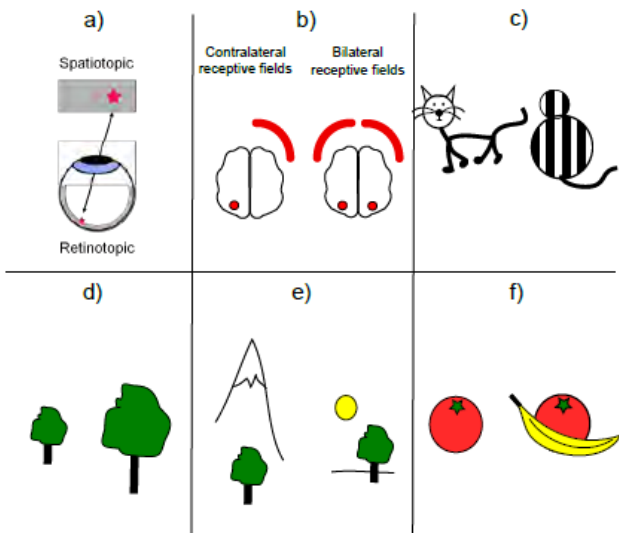 a)
Spatiotopic
Retinotopic
b)
Contralateral
receptive fields
Bilateral
receptive fields
c)
d)
e)
f)